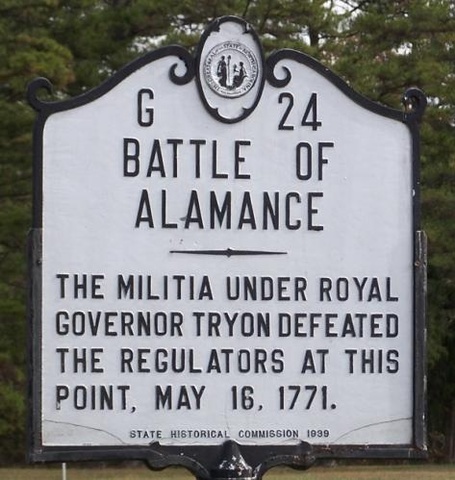 G 24
BATTLE OF
ALAMANCE
THE MILITIA UNDER ROYAL
GOVERNOR TRYON DEFEATED
THE REGULATORS AT THIS
POINT, MAY 16, 1771.
STATE HISTORICAL COMMISSION 1939